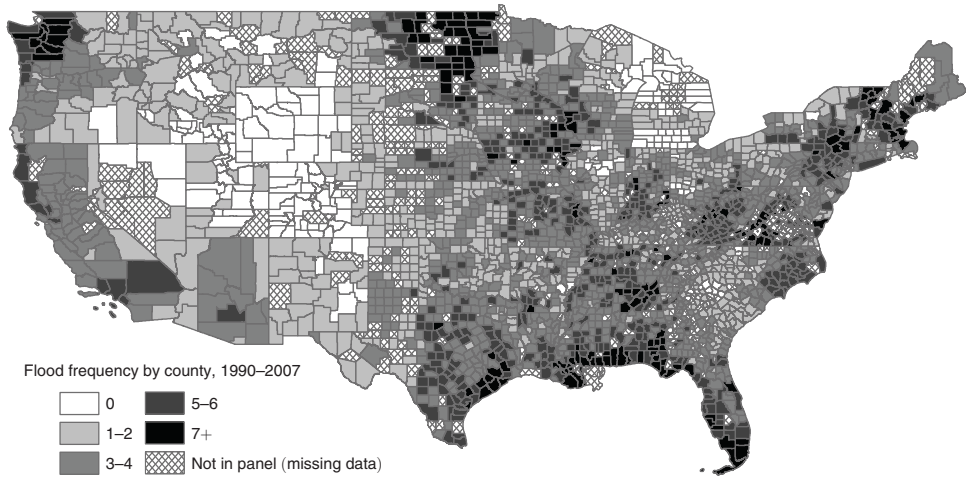 Flood frequency by county, 1990–2007
0
5–6
1–2
7+
3–4
Not in panel (missing data)